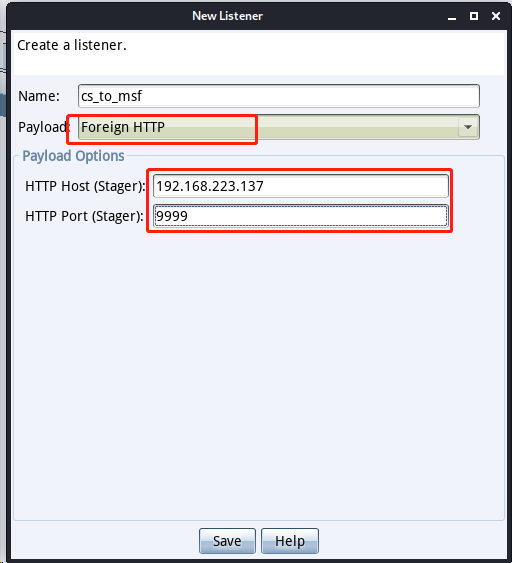 New Listener
Create a listener.
Name: cs_to_msf
Payload: Foreign HTTP
Payload Options
HTTP Host (Stager): 192.168.223.137
HTTP Port (Stager): 9999
Save Help